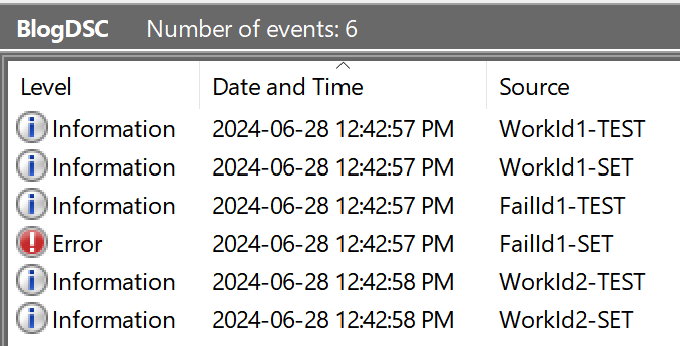 BlogDSC Number of events: 6
Level Date and Time Source
Information 2024-06-28 12:42:57 PM WorkId1-TEST
Information 2024-06-28 12:42:57 PM WorkId1-SET
Information 2024-06-28 12:42:57 PM FailId1-TEST
Error 2024-06-28 12:42:57 PM FailId1-SET
Information 2024-06-28 12:42:58 PM WorkId2-TEST
Information 2024-06-28 12:42:58 PM WorkId2-SET